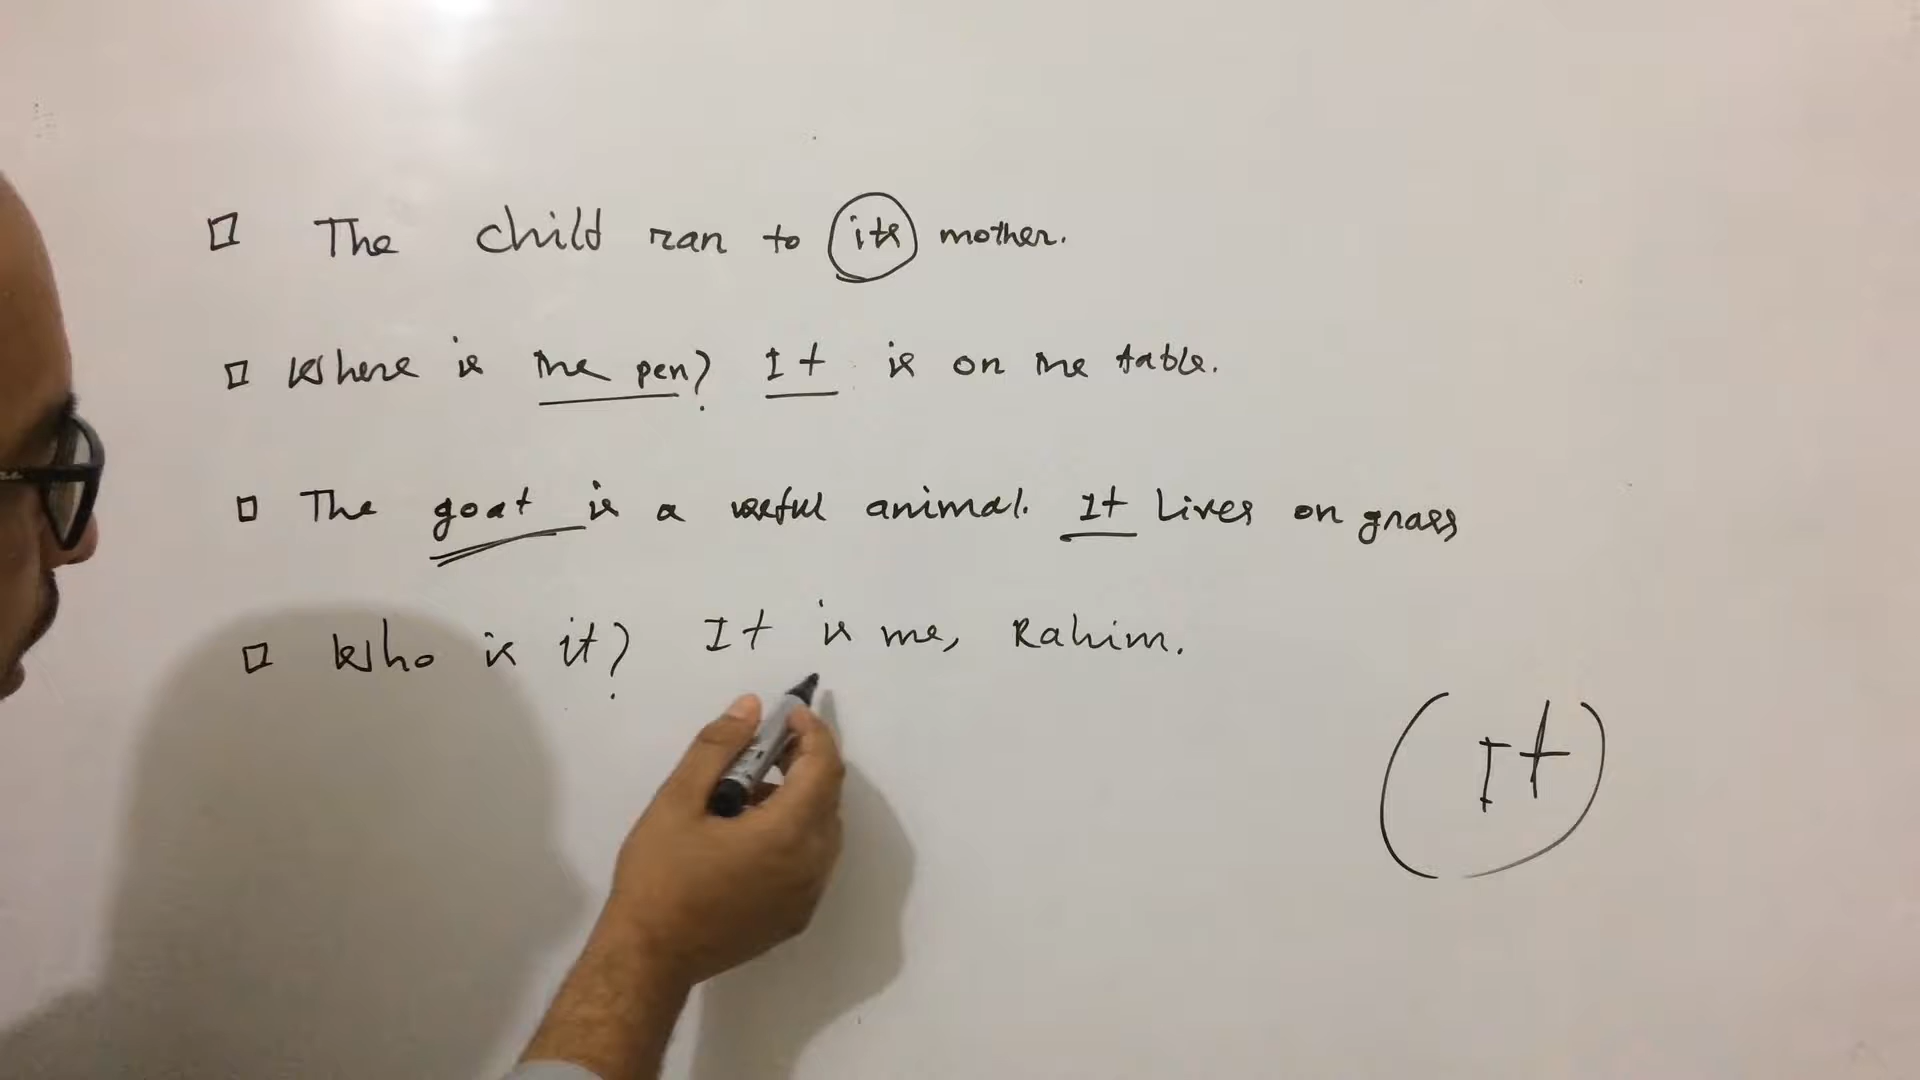 The child ran to its mother.
Where is the pen? It is on the table.
The goat is a useful animal. It lives on grass
Who is it? It is me, Rahim.
It